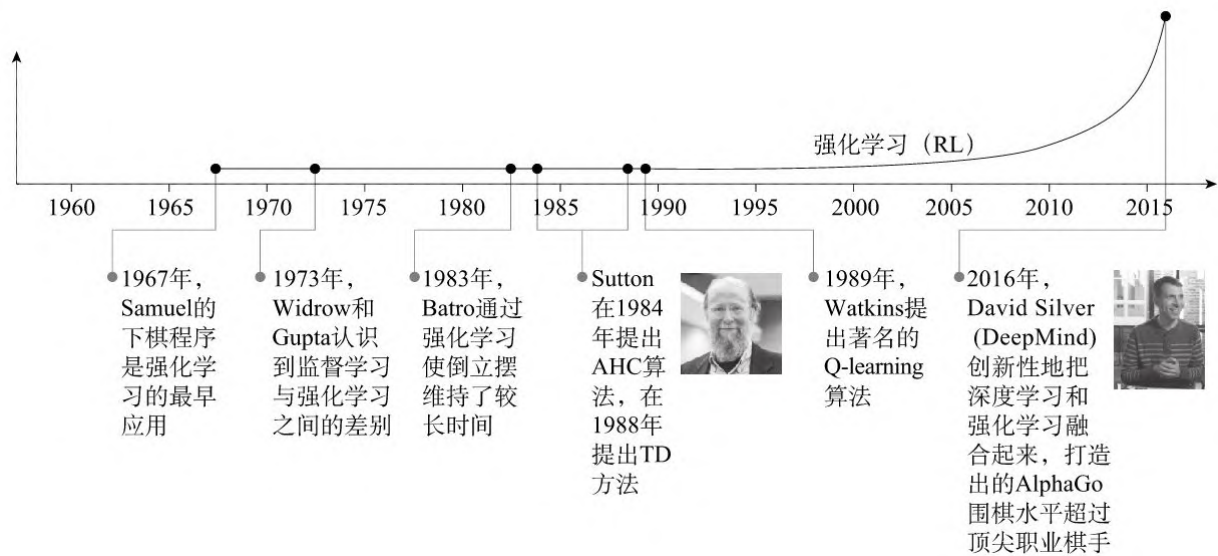 强化学习（RL）
1960
1965
1970
1975
1980
1985
1990
1995
2000
2005
2010
2015
1967年，
Samuel的
下棋程序
是强化学
习的最早
应用
1973年，
Widrow和
Gupta认识
到监督学习
与强化学习
之间的差别
1983年，
Batro通过
强化学习
使倒立摆
维持了较
长时间
Sutton
在1984
年提出
AHC算
法，在
1988年
提出TD
方法
1989年，
Watkins提
出著名的
Q-learning
算法
2016年，
David Silver
(DeepMind)
创新性地把
深度学习和
强化学习融
合起来，打造
出的AlphaGo
围棋水平超过
顶尖职业棋手